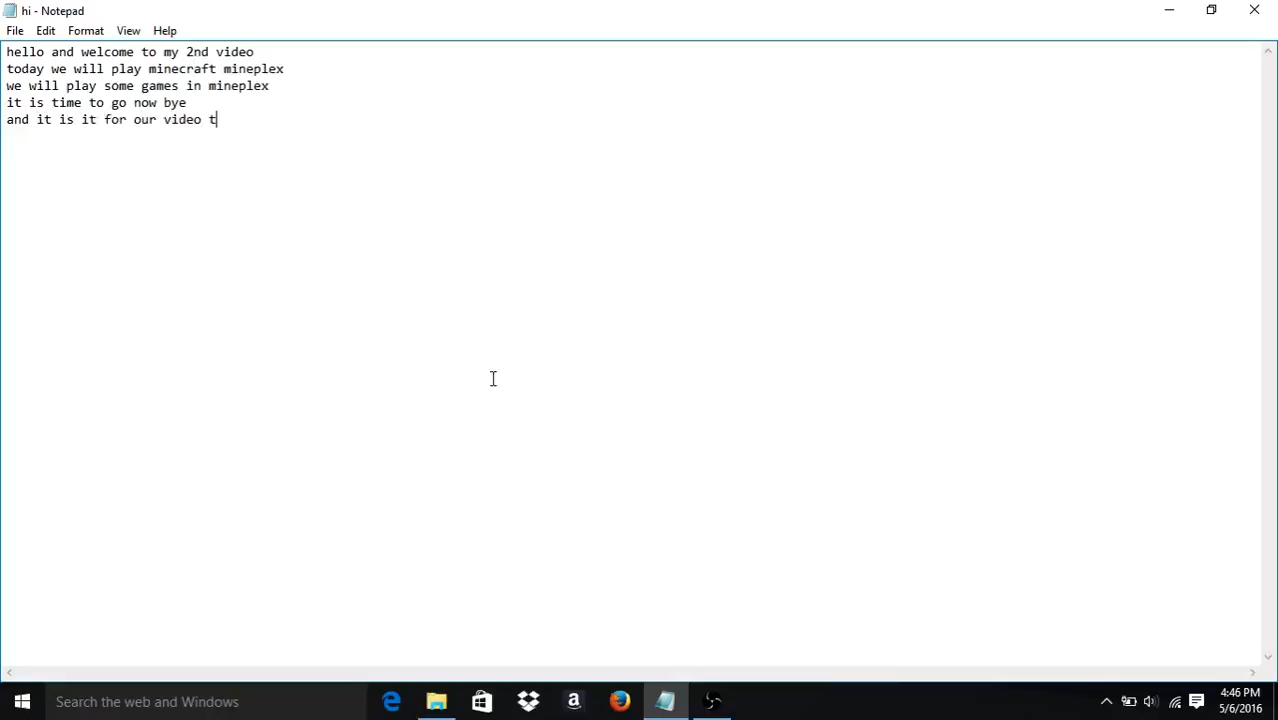 hi - Notepad
File Edit Format View Help
hello and welcome to my 2nd video
today we will play minecraft mineplex
we will play some games in mineplex
it is time to go now bye
and it is it for our video t
Search the web and Windows
4:46 PM
5/6/2016